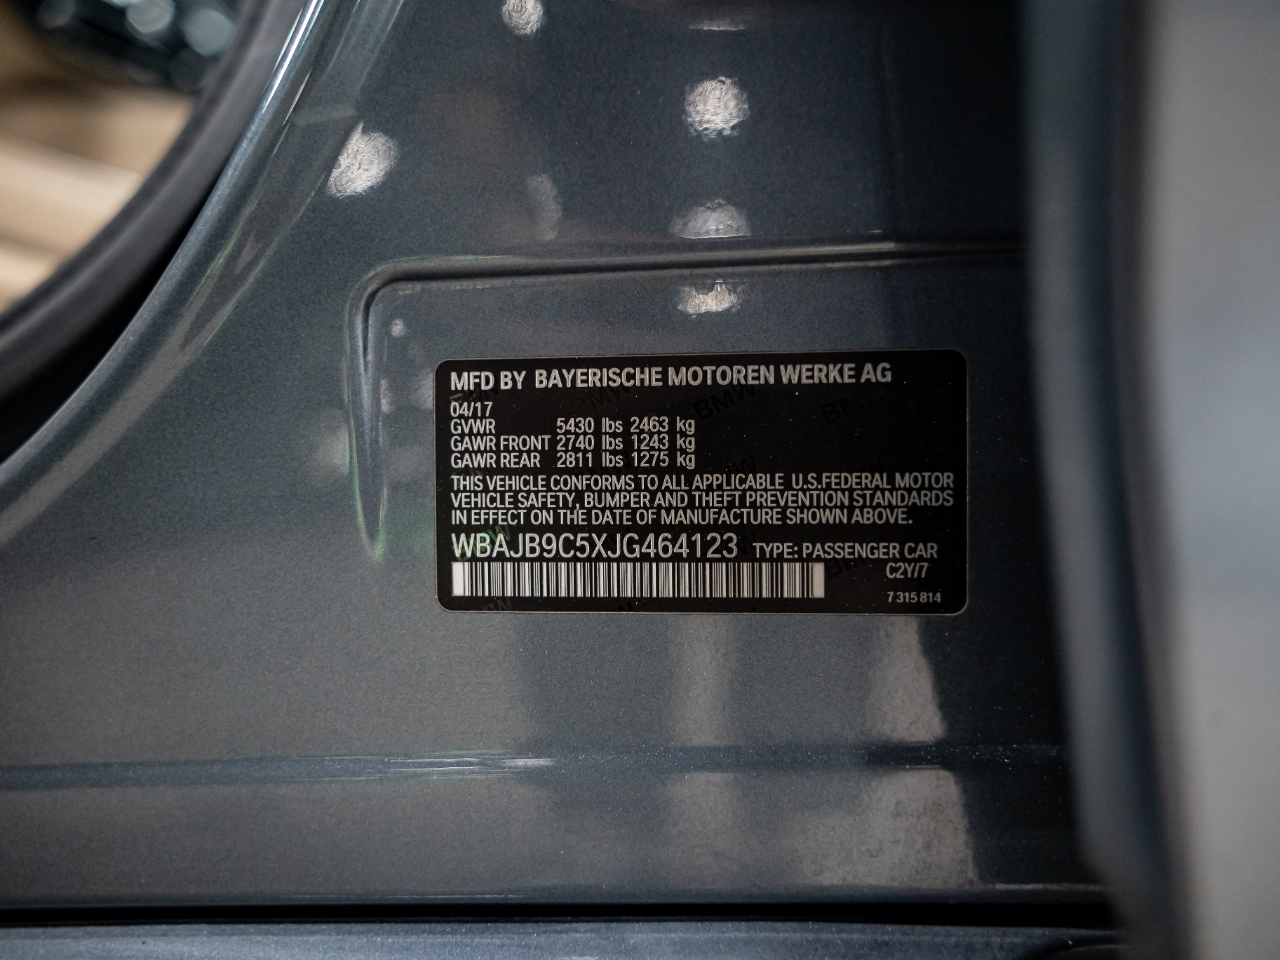 MFD BY BAYERISCHE MOTOREN WERKE AG
04/17
GVWR 5430 lbs 2463 kg
GAWR FRONT 2740 lbs 1243 kg
GAWR REAR 2811 lbs 1275 kg
THIS VEHICLE CONFORMS TO ALL APPLICABLE U.S.FEDERAL MOTOR
VEHICLE SAFETY, BUMPER AND THEFT PREVENTION STANDARDS
IN EFFECT ON THE DATE OF MANUFACTURE SHOWN ABOVE.
WBAJB9C5XJG464123 TYPE: PASSENGER CAR
C2Y/7
7 315 814